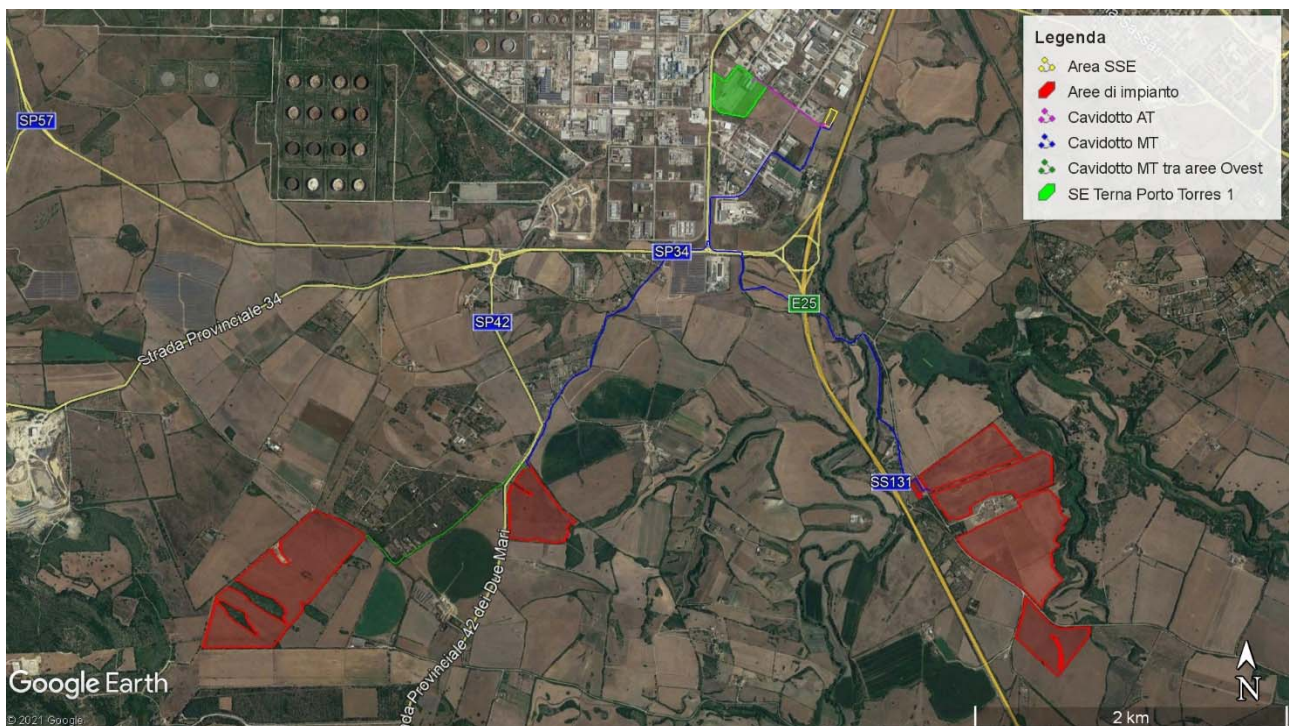 Legenda
Area SSE
Aree di impianto
Cavidotto AT
Cavidotto MT
Cavidotto MT tra aree Ovest
SE Terna Porto Torres 1
SP57
SP34
E25
SP42
Strada-Provinciale-34
SS131
da-Provinciale-42 dei Due Mari
Google Earth
N
© 2021 Google
2 km